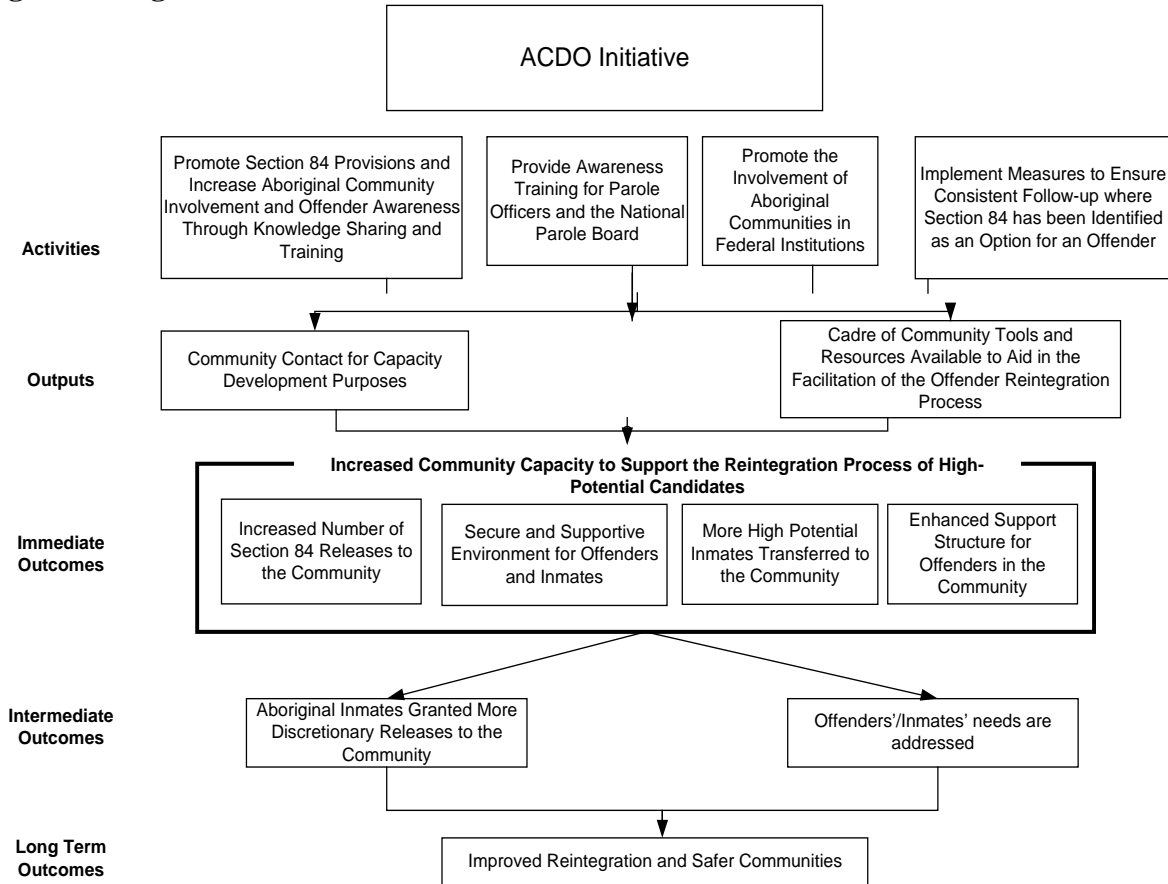 ACDO Initiative
Activities
Promote Section 84 Provisions and
Increase Aboriginal Community
Involvement and Offender Awareness
Through Knowledge Sharing and
Training
Provide Awareness
Training for Parole
Officers and the National
Parole Board
Promote the
Involvement of
Aboriginal
Communities in
Federal Institutions
Implement Measures to Ensure
Consistent Follow-up where
Section 84 has been Identified
as an Option for an Offender
Outputs
Community Contact for Capacity
Development Purposes
Cadre of Community Tools and
Resources Available to Aid in the
Facilitation of the Offender Reintegration
Process
Increased Community Capacity to Support the Reintegration Process of High-
Potential Candidates
Immediate
Outcomes
Increased Number of
Section 84 Releases to
the Community
Secure and Supportive
Environment for Offenders
and Inmates
More High Potential
Inmates Transferred to
the Community
Enhanced Support
Structure for
Offenders in the
Community
Intermediate
Outcomes
Aboriginal Inmates Granted More
Discretionary Releases to the
Community
Offenders'/Inmates' needs are
addressed
Long Term
Outcomes
Improved Reintegration and Safer Communities